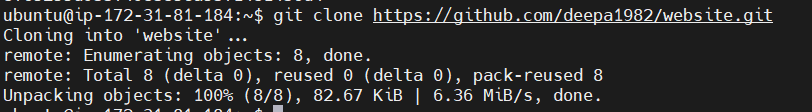 ubuntu@ip-172-31-81-184:~$ git clone https://github.com/deepa1982/website.git
Cloning into 'website'...
remote: Enumerating objects: 8, done.
remote: Total 8 (delta 0), reused 0 (delta 0), pack-reused 8
Unpacking objects: 100% (8/8), 82.67 KiB | 6.36 MiB/s, done.